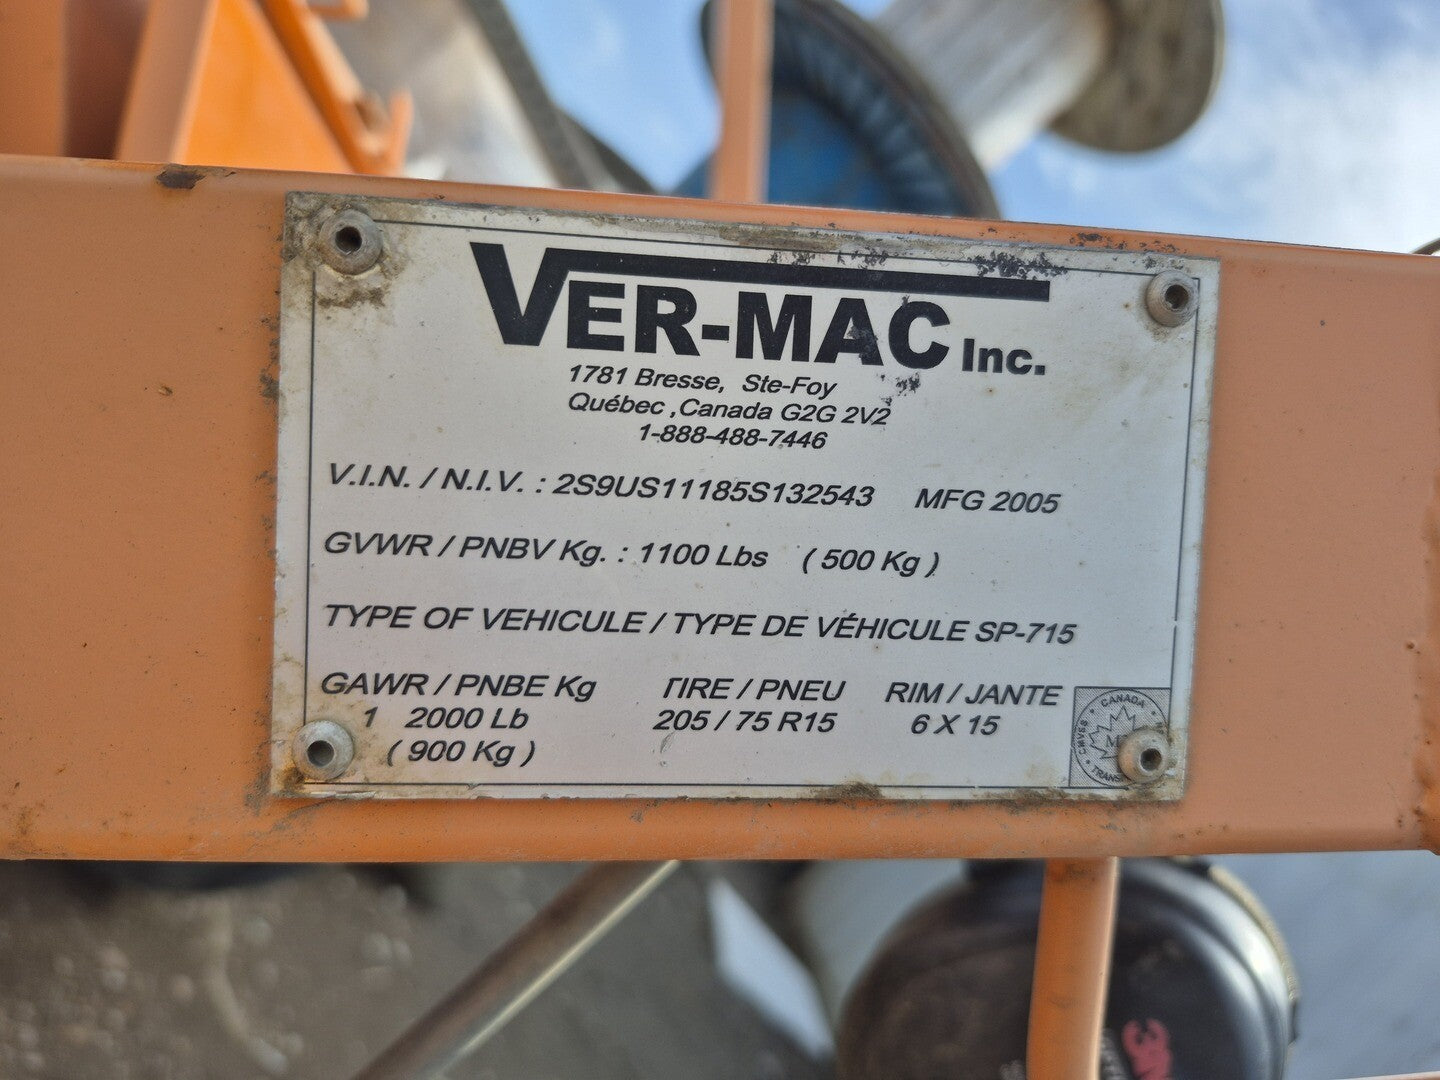 VER-MAC Inc.
1781 Bresse, Ste-Foy
Québec ,Canada G2G 2V2
1-888-488-7446
V.I.N. / N.I.V. : 2S9US11185S132543 MFG 2005
GVWR / PNBV Kg. : 1100 Lbs ( 500 Kg )
TYPE OF VEHICULE / TYPE DE VÉHICULE SP-715
GAWR / PNBE Kg TIRE / PNEU RIM / JANTE
1 2000 Lb 205 / 75 R15 6 X 15
( 900 Kg )
CANADA
CMVSS